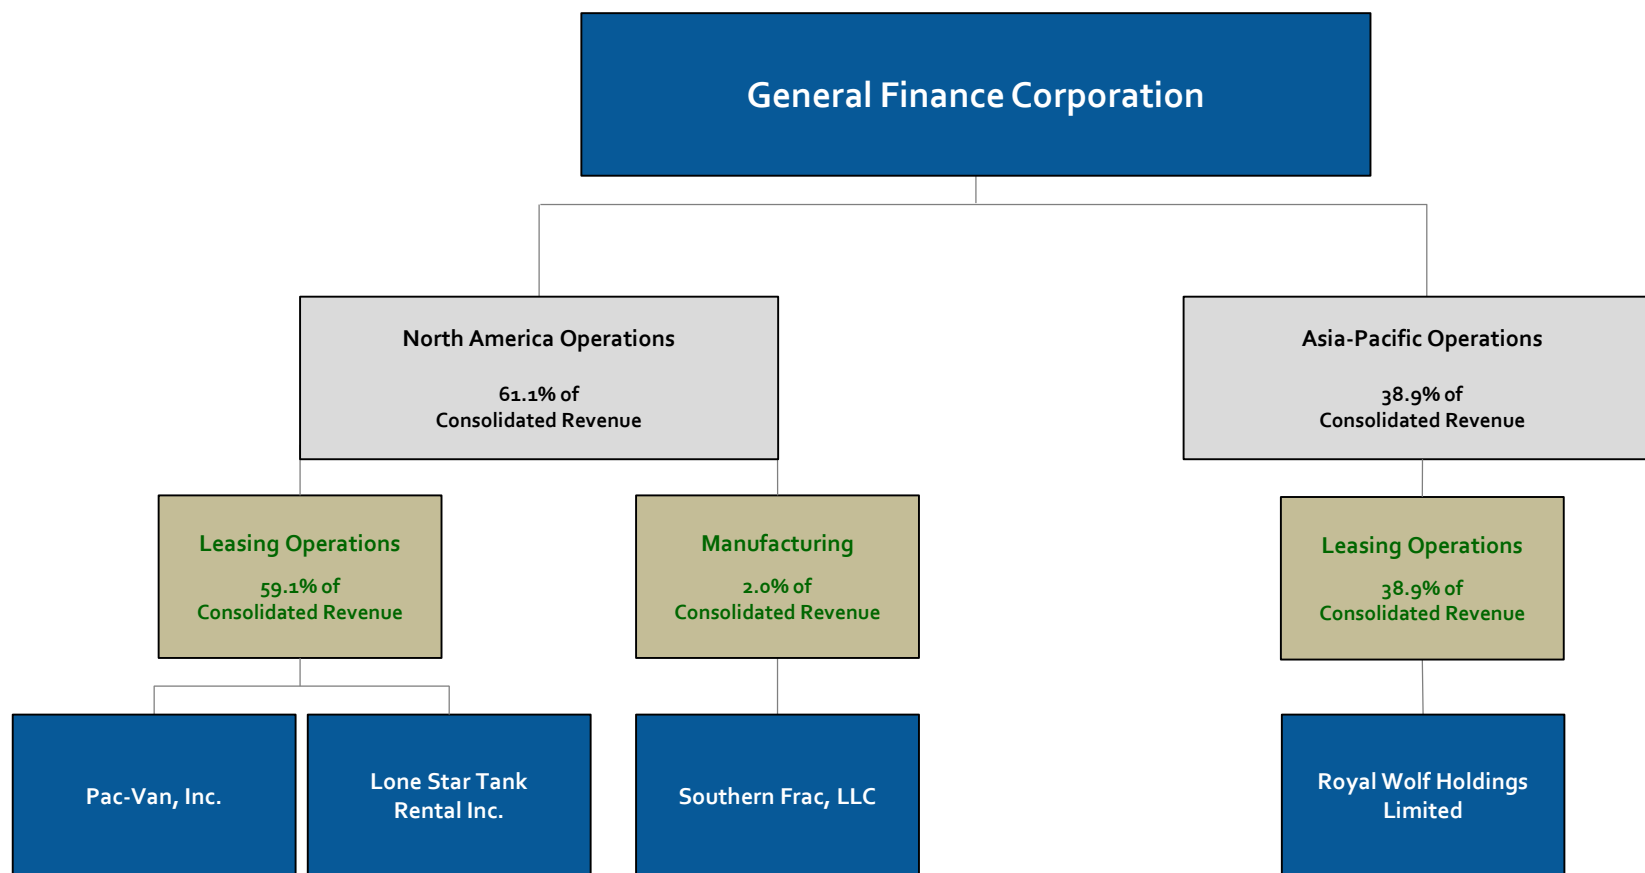 General Finance Corporation
North America Operations
61.1% of
Consolidated Revenue
Asia-Pacific Operations
38.9% of
Consolidated Revenue
Leasing Operations
59.1% of
Consolidated Revenue
Manufacturing
2.0% of
Consolidated Revenue
Leasing Operations
38.9% of
Consolidated Revenue
Pac-Van, Inc.
Lone Star Tank
Rental Inc.
Southern Frac, LLC
Royal Wolf Holdings
Limited